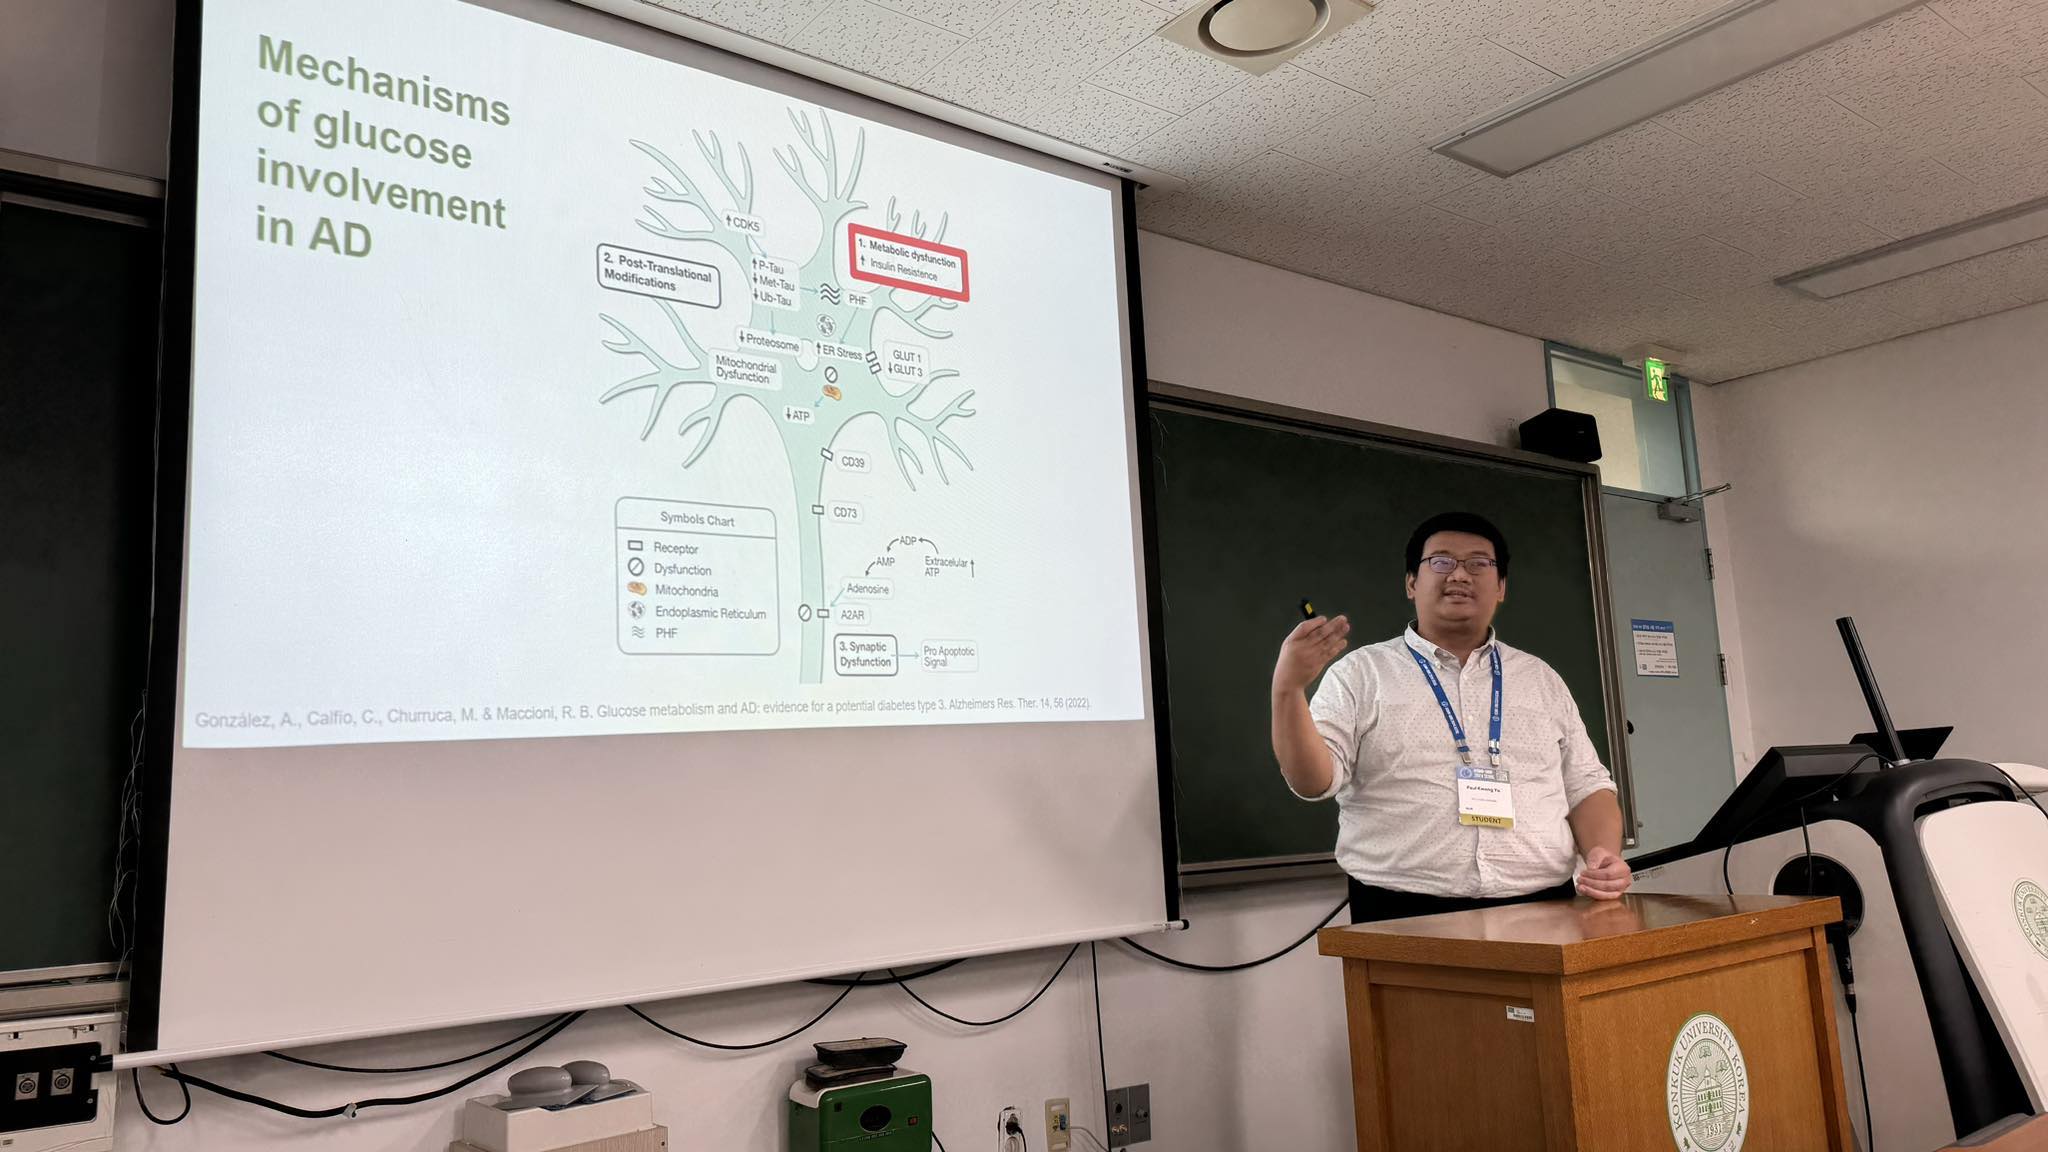 Mechanisms
of glucose
involvement
in AD
↑ CDK5
1. Metabolic dysfunction
↑ Insulin Resistence
2. Post-Translational
Modifications
↑ P-Tau
↓ Met-Tau
↓ Ub-Tau
PHF
↓ Proteosome
↑ ER Stress
GLUT 1
↓ GLUT 3
Mitochondrial
Dysfunction
↓ ATP
CD39
CD73
Symbols Chart
Receptor
Dysfunction
Mitochondria
Endoplasmic Reticulum
PHF
ADP
AMP
Extracelular ↑
ATP
Adenosine
A2AR
3. Synaptic
Dysfunction
Pro Apoptotic
Signal
González, A., Calfío, C., Churruca, M. & Maccioni, R. B. Glucose metabolism and AD: evidence for a potential diabetes type 3. Alzheimers Res. Ther. 14, 56 (2022).
Paul Kwong Yu
STUDENT
KONKUK UNIVERSITY KOREA
1931